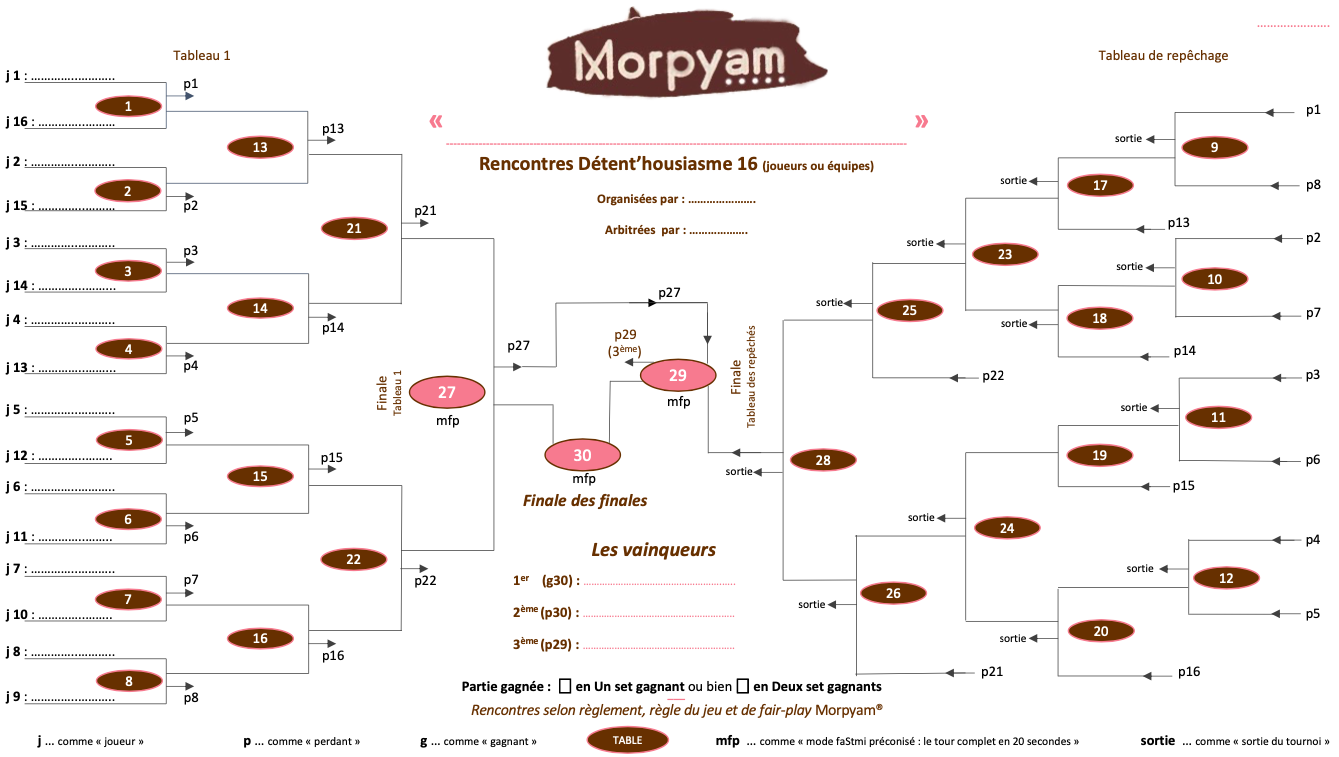 Morpyam
Tableau 1
Tableau de repêchage
«
»
Rencontres Détent’housiasme 16 (joueurs ou équipes)
Organisées par : .....................
Arbitrées par : ..................
j 1 : .........................
j 16 : .......................
1
p1
j 2 : .........................
j 15 : .......................
2
p2
13
p13
j 3 : .........................
j 14 : .......................
3
p3
j 4 : .........................
j 13 : .......................
4
p4
14
p14
21
p21
j 5 : .........................
j 12 : .......................
5
p5
j 6 : .........................
j 11 : ......................
6
p6
15
p15
j 7 : .........................
j 10 : .......................
7
p7
j 8 : .........................
j 9 : .........................
8
p8
16
p16
22
p22
Finale
Tableau 1
27
mfp
p27
p27
p29
(3ème)
29
mfp
30
mfp
Finale des finales
Finale
Tableau des repêchés
Les vainqueurs
1er (g30) : ......................................
2ème (p30) : ......................................
3ème (p29) : ......................................
p1
sortie
9
p8
sortie
17
p13
p2
sortie
10
p7
sortie
18
p14
sortie
23
sortie
25
p22
p3
sortie
11
p6
19
p15
p4
sortie
12
p5
sortie
20
p16
sortie
24
sortie
26
p21
sortie
28
Partie gagnée : en Un set gagnant ou bien en Deux set gagnants
Rencontres selon règlement, règle du jeu et de fair-play Morpyam®
j ... comme « joueur »
p ... comme « perdant »
g ... comme « gagnant »
TABLE
mfp ... comme « mode faStmi préconisé : le tour complet en 20 secondes »
sortie ... comme « sortie du tournoi »